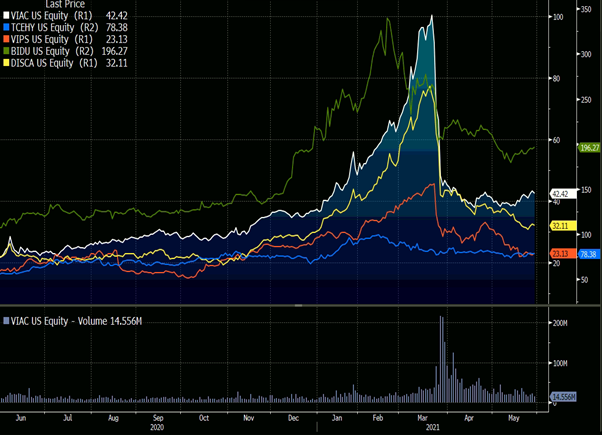 Last Price
VIAC US Equity (R1) 42.42
TCEHY US Equity (R2) 78.38
VIPS US Equity (R1) 23.13
BIDU US Equity (R2) 196.27
DISCA US Equity (R1) 32.11
100
80
60
40
20
350
300
250
200
150
100
50
196.27
42.42
32.11
23.13
78.38
VIAC US Equity - Volume 14.556M
200M
100M
0
14.556M
Jun Jul Aug Sep Oct Nov Dec Jan Feb Mar Apr May
2020 2021